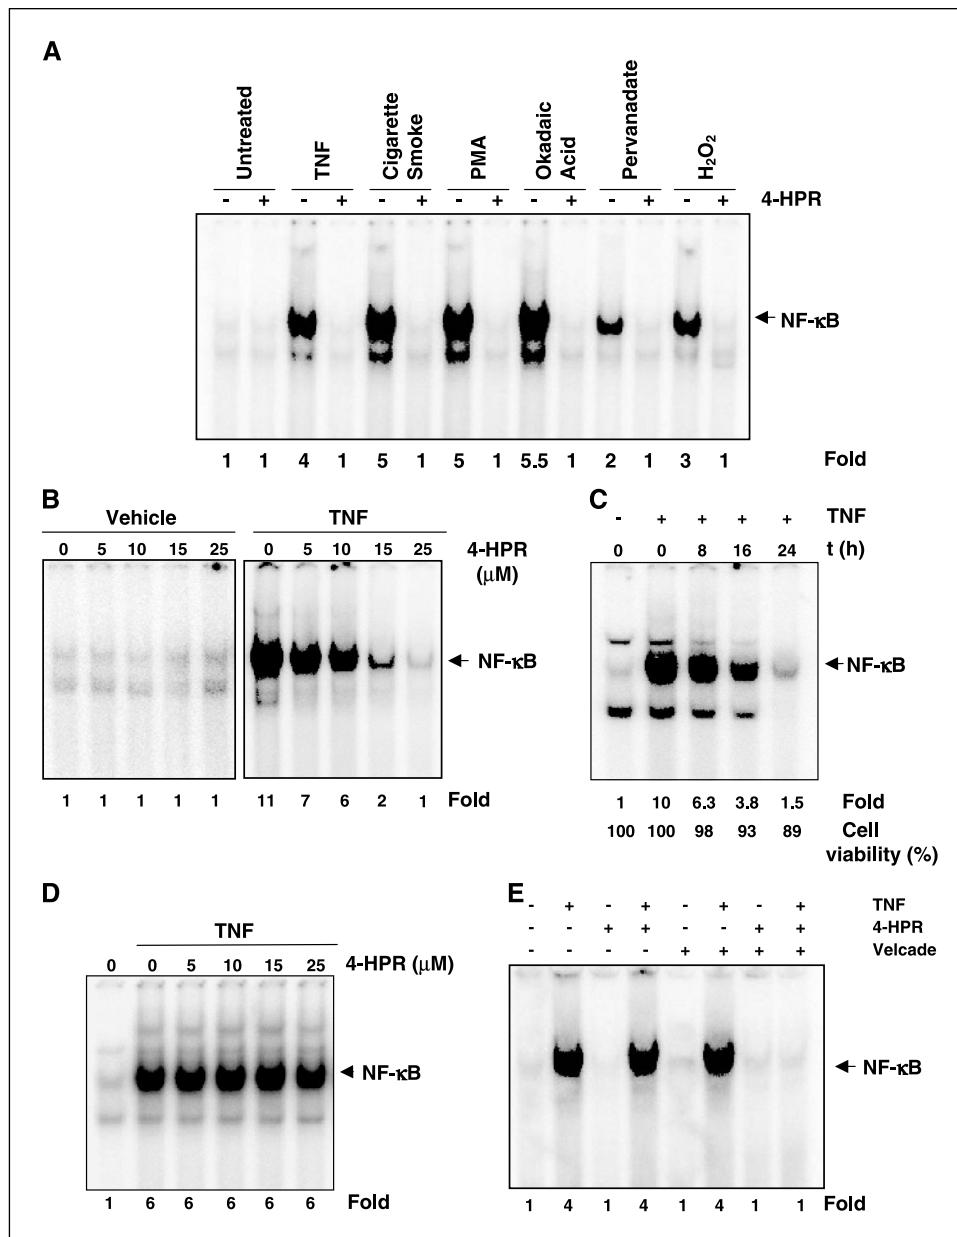 A
Untreated
TNF
Cigarette Smoke
PMA
Okadaic Acid
Pervanadate
H₂O₂
- + - + - + - + - + - + - + 4-HPR
NF-κB
1 1 4 1 5 1 5 1 5.5 1 2 1 3 1 Fold
B
Vehicle TNF
0 5 10 15 25 0 5 10 15 25 4-HPR
(μM)
NF-κB
1 1 1 1 1 11 7 6 2 1 Fold
C
- + + + + TNF
0 0 8 16 24 t (h)
NF-κB
1 10 6.3 3.8 1.5 Fold
100 100 98 93 89 Cell
viability (%)
D
TNF
0 0 5 10 15 25 4-HPR (μM)
NF-κB
1 6 6 6 6 6 Fold
E
- + - + - + - + TNF
- - + + - - + + 4-HPR
- - - - + + + + Velcade
NF-κB
1 4 1 4 1 4 1 1 Fold